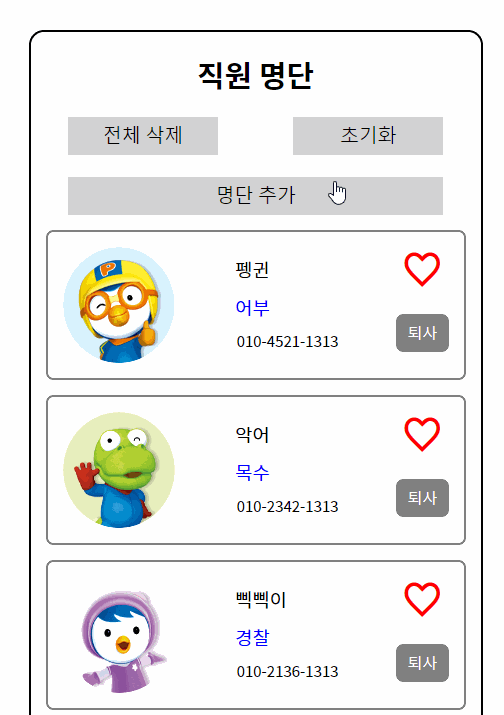 직원 명단
전체 삭제
초기화
명단 추가
펭귄
어부
010-4521-1313
퇴사
악어
목수
010-2342-1313
퇴사
삑삑이
경찰
010-2136-1313
퇴사